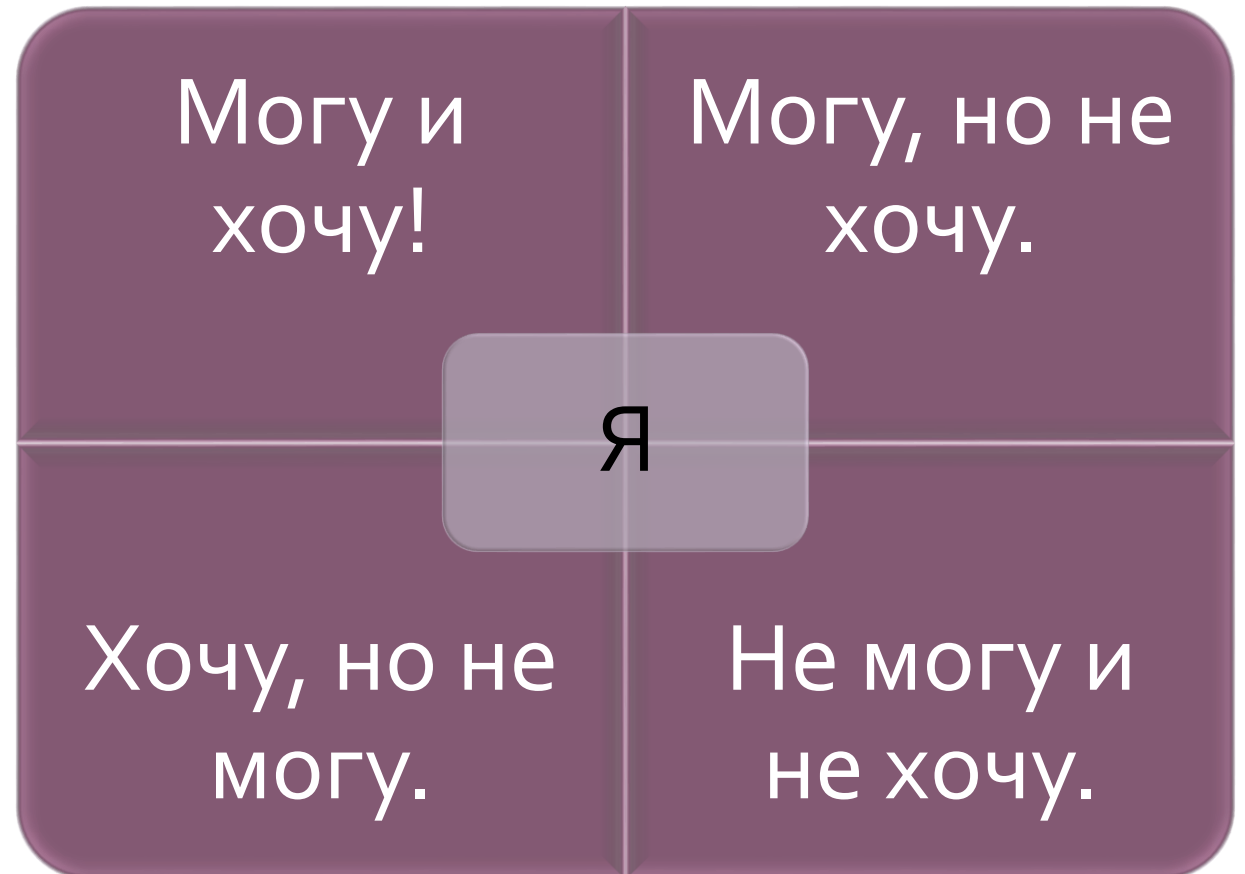 Могу и
хочу!
Могу, но не
хочу.
Я
Хочу, но не
могу.
Не могу и
не хочу.